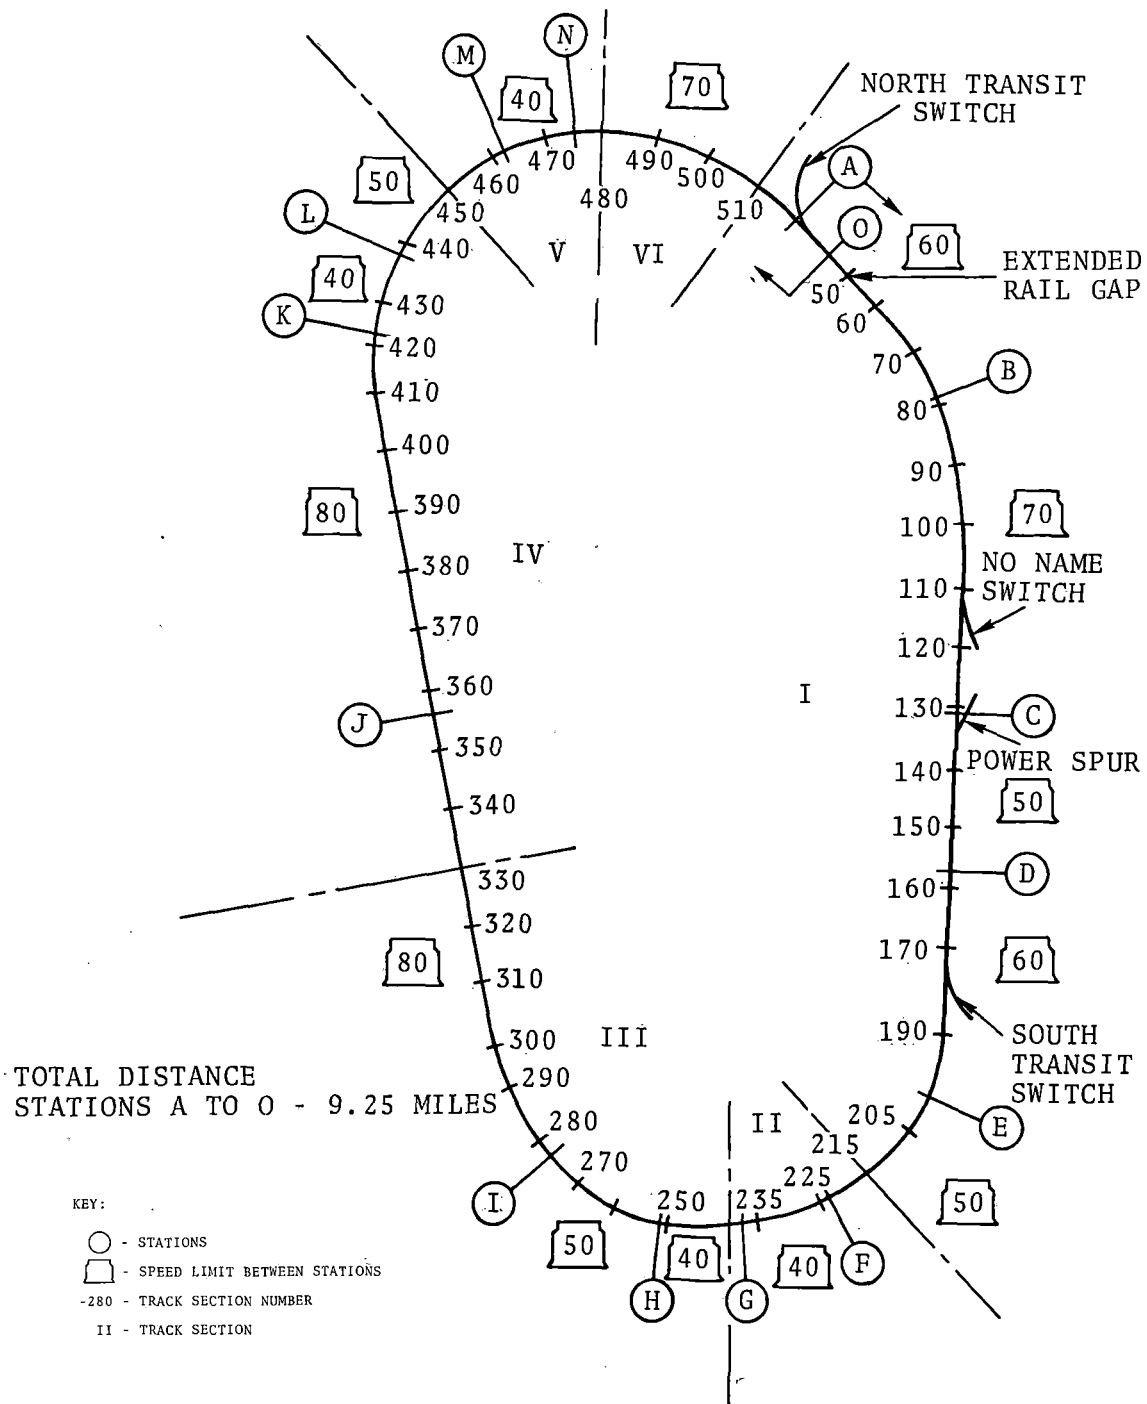 N
M
70
NORTH TRANSIT
SWITCH
40
A
470
490
460
500
50
450
480
510
L
O
440
V
VI
60
EXTENDED
RAIL GAP
40
50
430
60
K
420
70
B
410
80
400
90
80
390
100
70
IV
380
NO NAME
SWITCH
110
370
120
360
I
130
C
J
350
POWER SPUR
140
340
50
150
330
D
160
320
170
60
80
310
190
300
III
SOUTH
TRANSIT
SWITCH
TOTAL DISTANCE
STATIONS A TO O - 9.25 MILES
290
280
II
205
E
215
270
225
I
250
235
50
50
40
40
F
H
G
KEY:
- STATIONS
- SPEED LIMIT BETWEEN STATIONS
-280 - TRACK SECTION NUMBER
II - TRACK SECTION